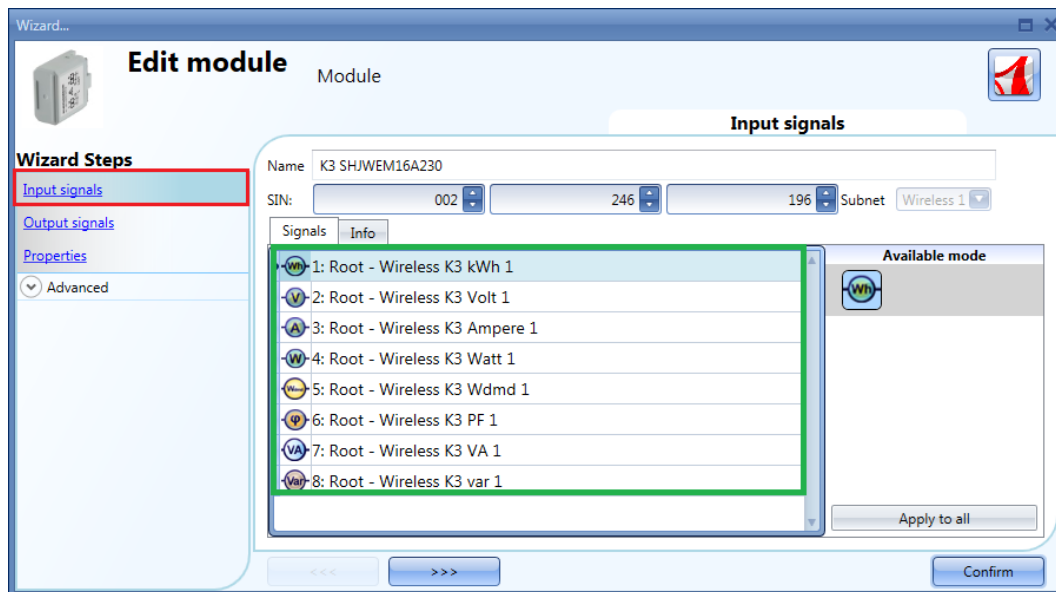 Wizard...
Edit module
Module
Input signals
Wizard Steps
Input signals
Output signals
Properties
Advanced
Name K3 SHJWEM16A230
SIN: 002 246 196 Subnet Wireless 1
Signals Info
Wh 1: Root - Wireless K3 kWh 1
V 2: Root - Wireless K3 Volt 1
A 3: Root - Wireless K3 Ampere 1
W 4: Root - Wireless K3 Watt 1
5: Root - Wireless K3 Wdmd 1
φ 6: Root - Wireless K3 PF 1
VA 7: Root - Wireless K3 VA 1
Var 8: Root - Wireless K3 var 1
Available mode
Wh
Apply to all
<<< >>>
Confirm